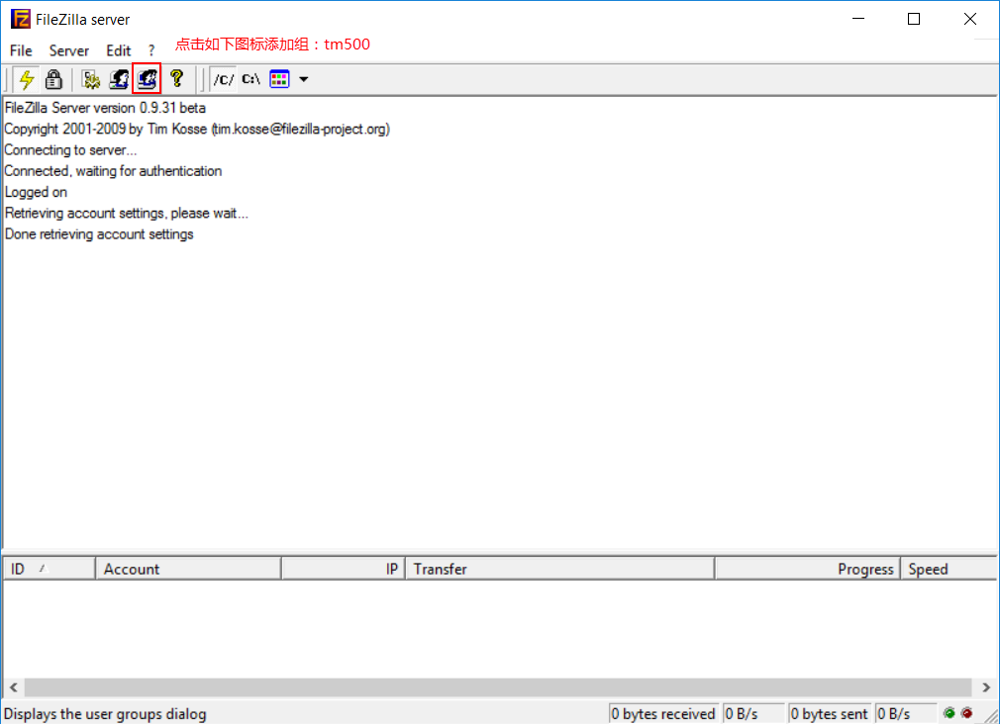 FileZilla server
File Server Edit ?
点击如下图标添加组：tm500
/C/ C:\
FileZilla Server version 0.9.31 beta
Copyright 2001-2009 by Tim Kosse (tim.kosse@filezilla-project.org)
Connecting to server...
Connected, waiting for authentication
Logged on
Retrieving account settings, please wait...
Done retrieving account settings
ID / Account IP Transfer Progress Speed
Displays the user groups dialog 0 bytes received 0 B/s 0 bytes sent 0 B/s